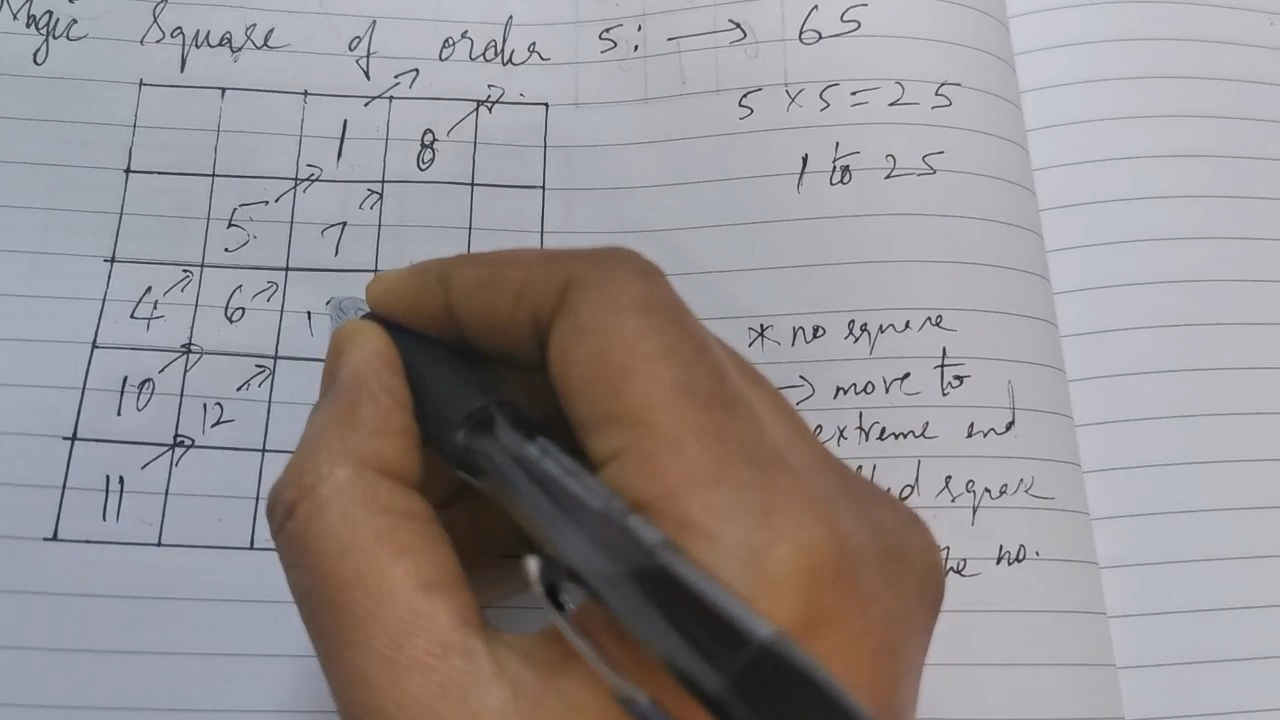 Magic Square of order 5: → 65
5 × 5 = 25
1 to 25
1 8
5 7
4 6 1
10 12
11
* no square
→ move to
extreme end
square
no.